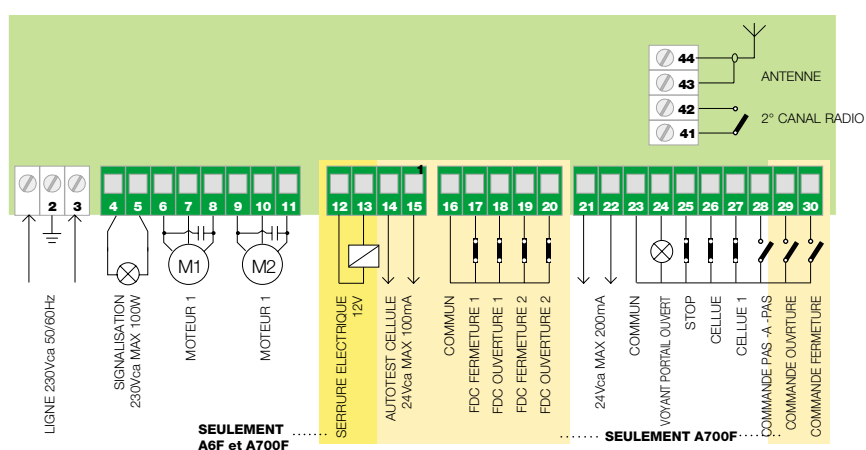 44
ANTENNE
43
42
2° CANAL RADIO
41
2
3
4
5
6
7
8
9
10
11
12
13
14
15
1
16
17
18
19
20
21
22
23
24
25
26
27
28
29
30
M1
M2
LIGNE 230Vca 50/60Hz
SIGNALISATION
230Vca MAX 100W
MOTEUR 1
MOTEUR 1
SERRURE ELECTRIQUE
12V
AUTOTEST CELLULE
24Vca MAX 100mA
COMMUN
FDC FERMETURE 1
FDC OUVERTURE 1
FDC FERMETURE 2
FDC OUVERTURE 2
24Vca MAX 200mA
COMMUN
VOYANT PORTAIL OUVERT
STOP
CELLUE
CELLUE 1
COMMANDE PAS -A -PAS
COMMANDE OUVRTURE
COMMANDE FERMETURE
SEULEMENT
A6F et A700F
SEULEMENT A700F